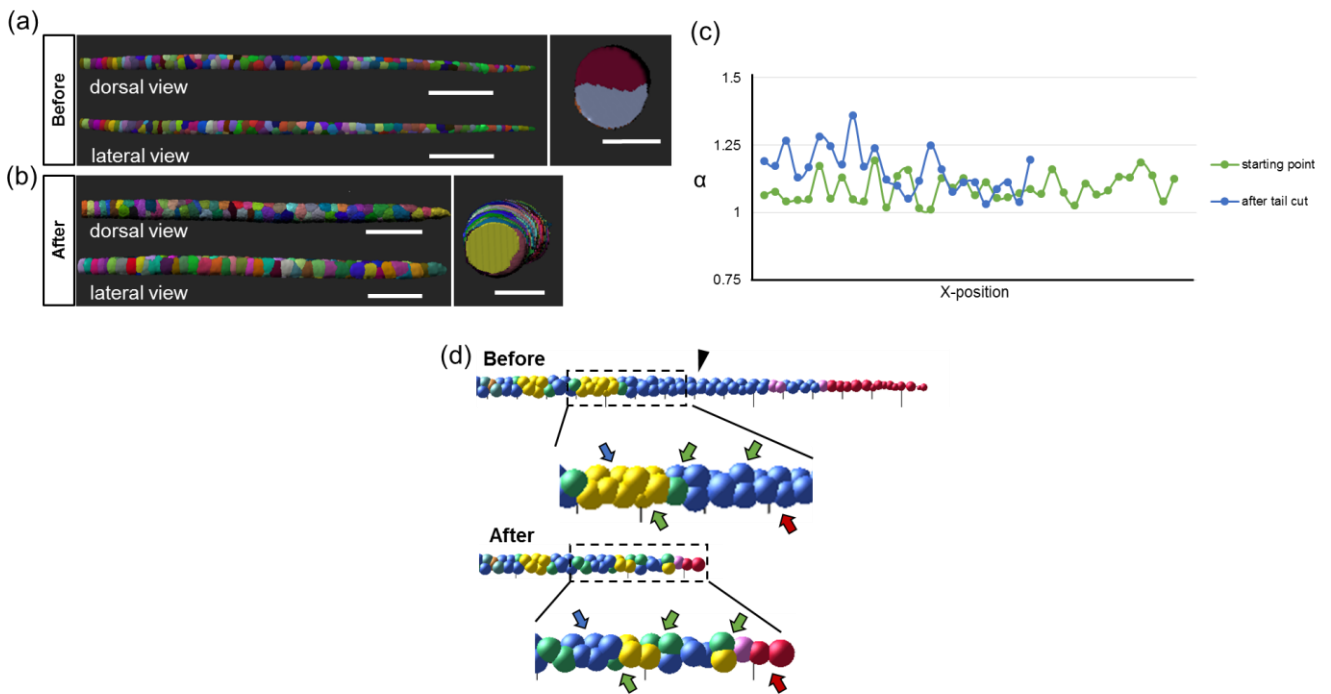 (a)
Before
dorsal view
lateral view
(b)
After
dorsal view
lateral view
(c)
1.5
1.25
α
1
0.75
X-position
starting point
after tail cut
(d)
Before
After